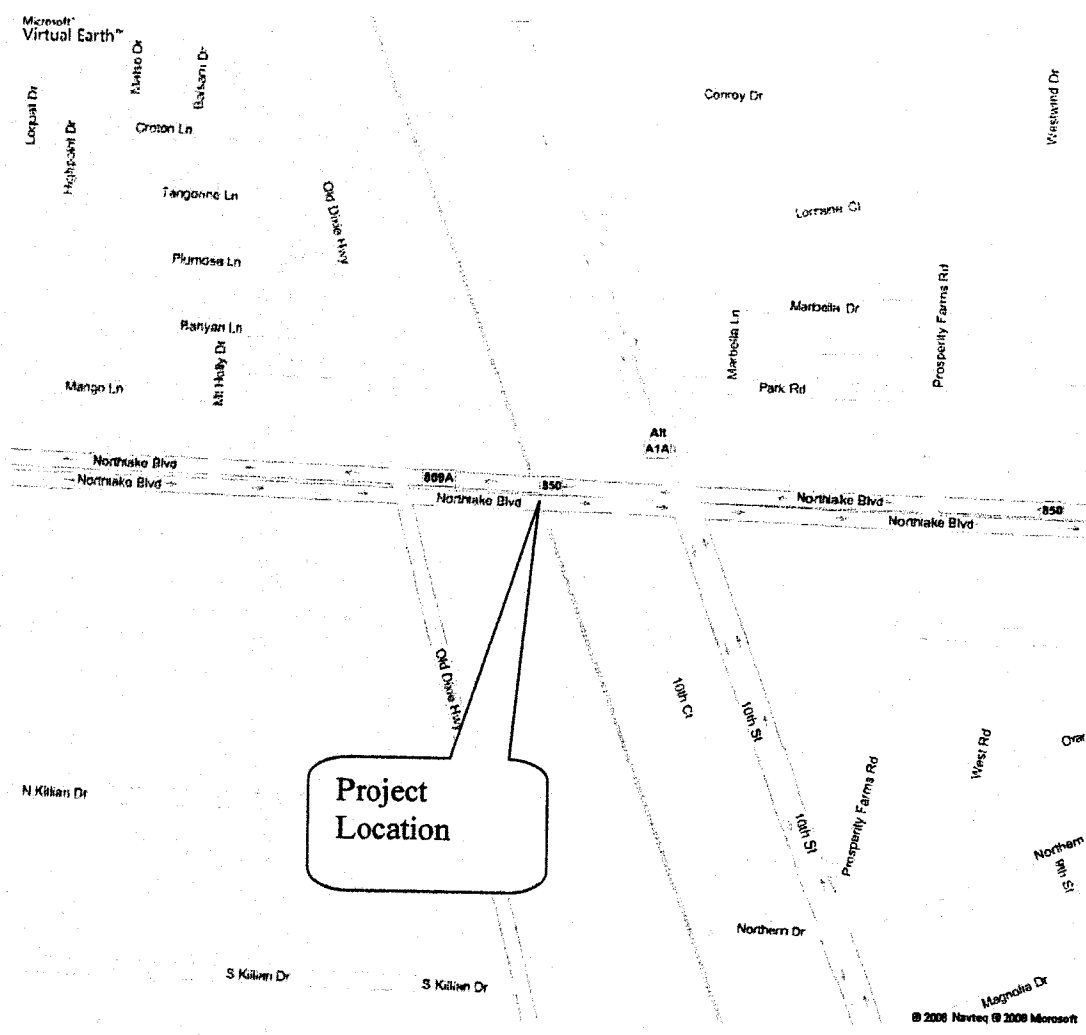 Microsoft®
Virtual Earth™
Loquat Dr
Highpoint Dr
Balsam Dr
Croton Ln
Tangerine Ln
Plumosa Ln
Banyan Ln
Mt Holly Dr
Mango Ln
Old Dixie Hwy
Conroy Dr
Westwind Dr
Lorraine Ct
Marbella Dr
Marbella Ln
Park Rd
Prosperity Farms Rd
Alt
A1A
Northlake Blvd
Northlake Blvd
809A
850
Northlake Blvd
Northlake Blvd
Northlake Blvd
850
Old Dixie Hwy
10th Ct
10th St
10th St
Prosperity Farms Rd
West Rd
N Killian Dr
Project
Location
Northern
9th St
Northern Dr
S Killian Dr
S Killian Dr
Magnolia Dr
© 2008 Navteq © 2008 Microsoft